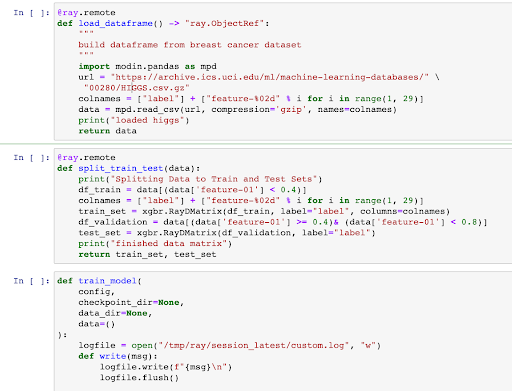 In [ ]: @ray.remote
def load_dataframe() -> "ray.ObjectRef":
    """
    build dataframe from breast cancer dataset
    """
    import modin.pandas as mpd
    url = "https://archive.ics.uci.edu/ml/machine-learning-databases/" \
     "00280/HIGGS.csv.gz"
    colnames = ["label"] + ["feature-%02d" % i for i in range(1, 29)]
    data = mpd.read_csv(url, compression='gzip', names=colnames)
    print("loaded higgs")
    return data
In [ ]: @ray.remote
def split_train_test(data):
    print("Splitting Data to Train and Test Sets")
    df_train = data[(data['feature-01'] < 0.4)]
    colnames = ["label"] + ["feature-%02d" % i for i in range(1, 29)]
    train_set = xgbr.RayDMatrix(df_train, label="label", columns=colnames)
    df_validation = data[(data['feature-01'] >= 0.4)& (data['feature-01'] < 0.8)]
    test_set = xgbr.RayDMatrix(df_validation, label="label")
    print("finished data matrix")
    return train_set, test_set
In [ ]: def train_model(
    config,
    checkpoint_dir=None,
    data_dir=None,
    data=()
):
    logfile = open("/tmp/ray/session_latest/custom.log", "w")
    def write(msg):
        logfile.write(f"{msg}\n")
        logfile.flush()